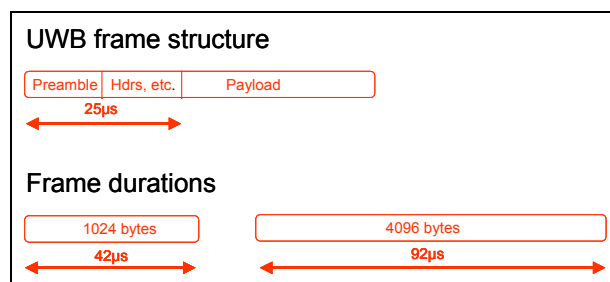 UWB frame structure
Preamble Hdrs, etc. Payload
25µs
Frame durations
1024 bytes 4096 bytes
42µs 92µs